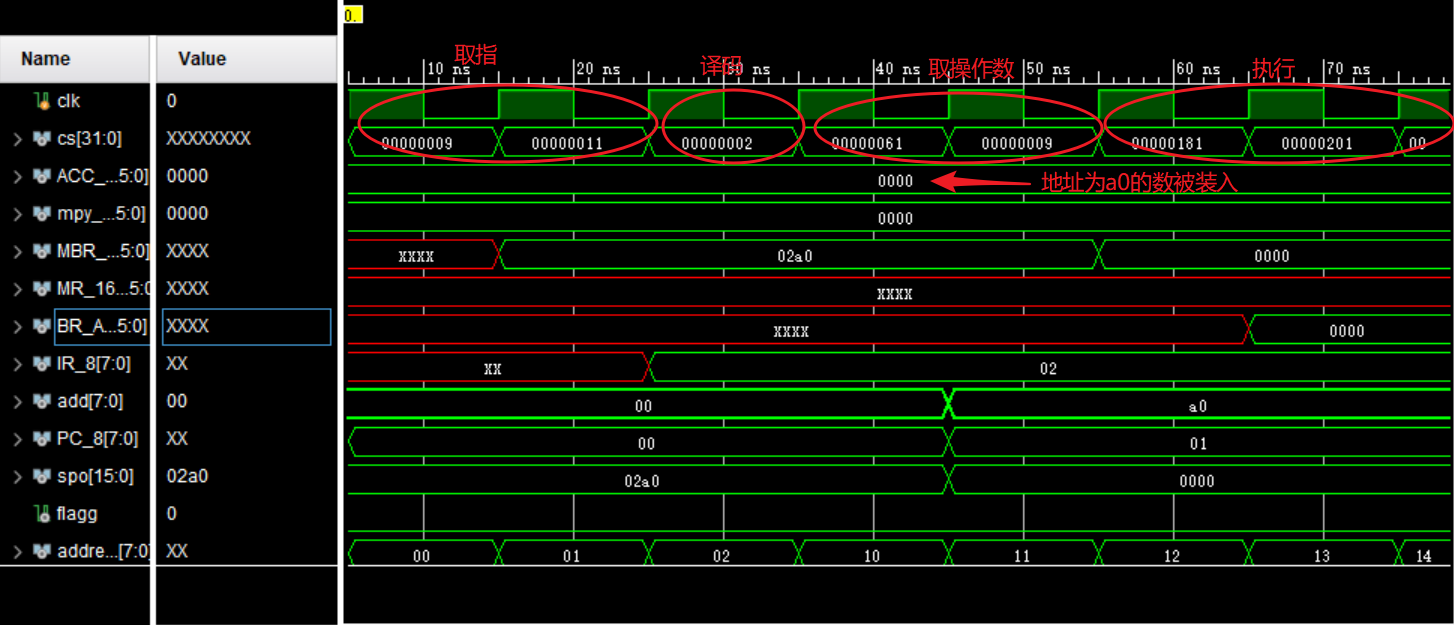 0.
Name Value
取指 译码 取操作数 执行
10 ns 20 ns 30 ns 40 ns 50 ns 60 ns 70 ns
clk 0
cs[31:0] XXXXXXXX 00000009 00000011 00000002 00000061 00000009 00000181 00000201 00
ACC_...5:0] 0000 0000 地址为a0的数被装入
mpy_...5:0] 0000 0000
MBR_...5:0] XXXX XXXX 02a0 0000
MR_16...5:0 XXXX XXXX
BR_A...5:0] XXXX XXXX 0000
IR_8[7:0] XX XX 02
add[7:0] 00 00 a0
PC_8[7:0] XX 00 01
spo[15:0] 02a0 02a0 0000
flagg 0
addre...[7:0] XX 00 01 02 10 11 12 13 14